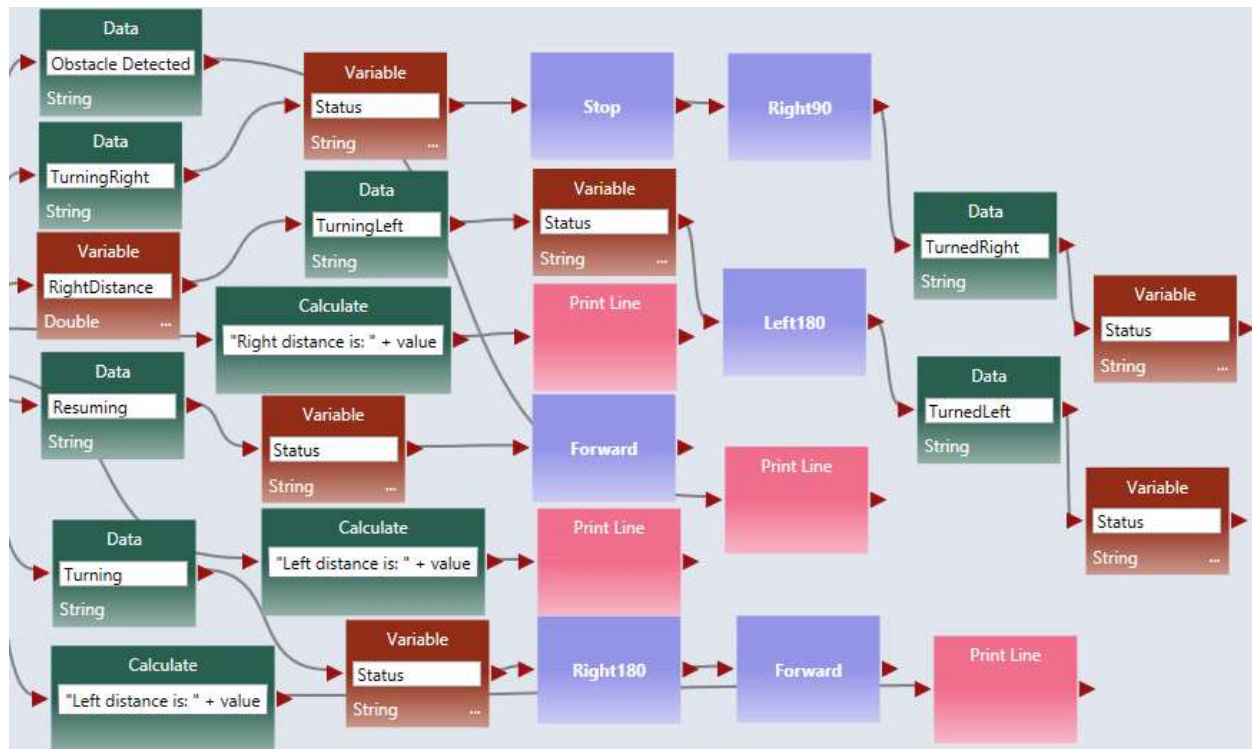 Data
Obstacle Detected
String
Variable
Status
String ...
Stop
Right90
Data
TurningRight
String
Data
TurningLeft
String
Variable
Status
String ...
Data
TurnedRight
String
Variable
RightDistance
Double ...
Calculate
"Right distance is: " + value
Print Line
Left180
Variable
Status
String ...
Data
Resuming
String
Variable
Status
String ...
Forward
Print Line
Data
TurnedLeft
String
Variable
Status
String ...
Data
Turning
String
Calculate
"Left distance is: " + value
Print Line
Calculate
"Left distance is: " + value
Variable
Status
String ...
Right180
Forward
Print Line